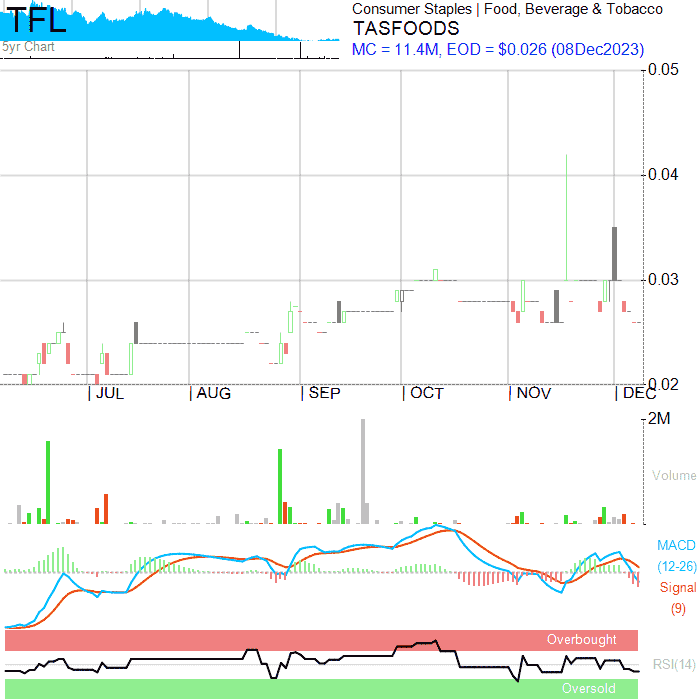 TFL
5yr Chart
Consumer Staples | Food, Beverage & Tobacco
TASFOODS
MC = 11.4M, EOD = $0.026 (08Dec2023)
0.05
0.04
0.03
0.02
| JUL | AUG | SEP | OCT | NOV | DEC
2M
Volume
MACD
(12-26)
Signal
(9)
Overbought
RSI(14)
Oversold